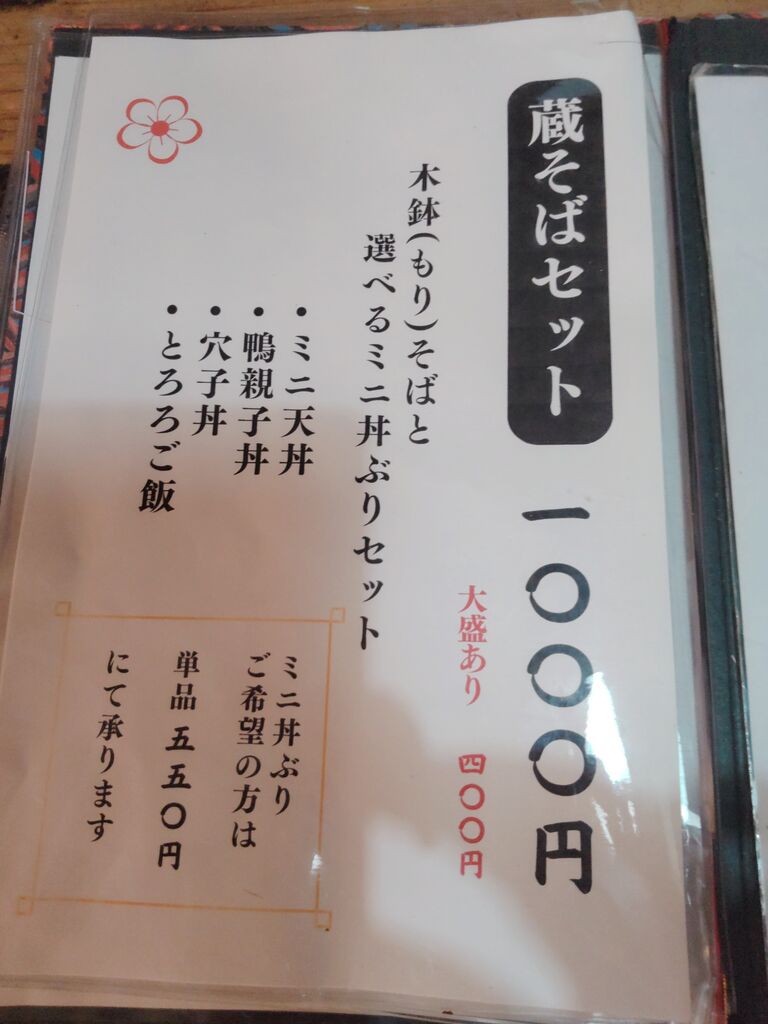 蔵そばセット 一〇〇〇円
大盛あり 四〇〇円
木鉢(もり)そばと
選べるミニ丼ぶりセット
・ミニ天丼
・鴨親子丼
・穴子丼
・とろろご飯
ミニ丼ぶり
ご希望の方は
単品 五五〇円
にて承ります